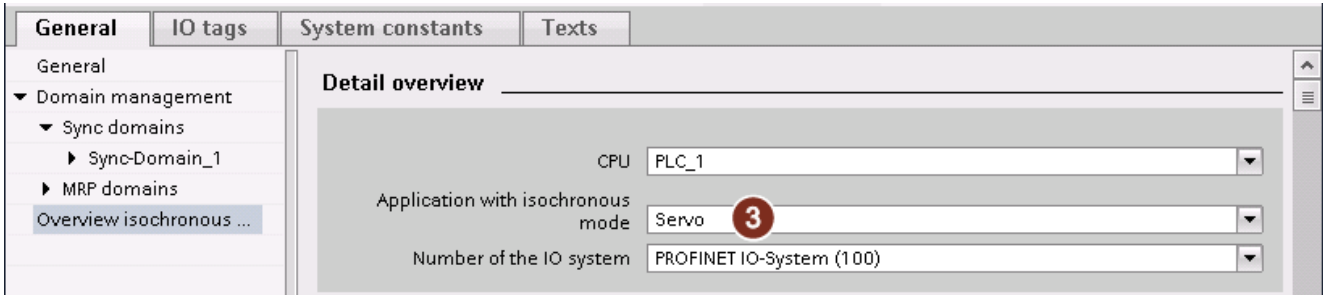 General
IO tags
System constants
Texts
General
Domain management
Sync domains
Sync-Domain_1
MRP domains
Overview isochronous ...
Detail overview
CPU
PLC_1
Application with isochronous
mode
Servo
3
Number of the IO system
PROFINET IO-System (100)